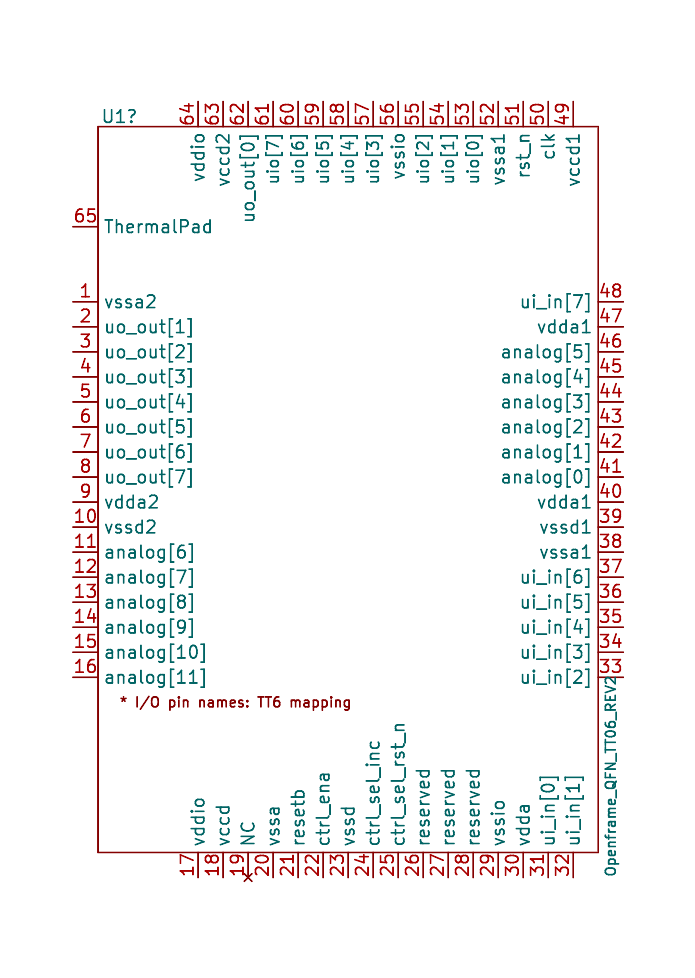 U1?
64 63 62 61 60 59 58 57 56 55 54 53 52 51 50 49
vddio
vccd2
uo_out[0]
uio[7]
uio[6]
uio[5]
uio[4]
uio[3]
vssio
uio[2]
uio[1]
uio[0]
vssa1
rst_n
clk
vccd1
65 ThermalPad
1 vssa2
2 uo_out[1]
3 uo_out[2]
4 uo_out[3]
5 uo_out[4]
6 uo_out[5]
7 uo_out[6]
8 uo_out[7]
9 vdda2
10 vssd2
11 analog[6]
12 analog[7]
13 analog[8]
14 analog[9]
15 analog[10]
16 analog[11]
ui_in[7] 48
vdda1 47
analog[5] 46
analog[4] 45
analog[3] 44
analog[2] 43
analog[1] 42
analog[0] 41
vdda1 40
vssd1 39
vssa1 38
ui_in[6] 37
ui_in[5] 36
ui_in[4] 35
ui_in[3] 34
ui_in[2] 33
* I/O pin names: TT6 mapping
vddio
vccd
NC
vssa
resetb
ctrl_ena
vssd
ctrl_sel_inc
ctrl_sel_rst_n
reserved
reserved
reserved
vssio
vdda
ui_in[0]
ui_in[1]
17 18 19 20 21 22 23 24 25 26 27 28 29 30 31 32
Openframe_QFN_TT06_REV2